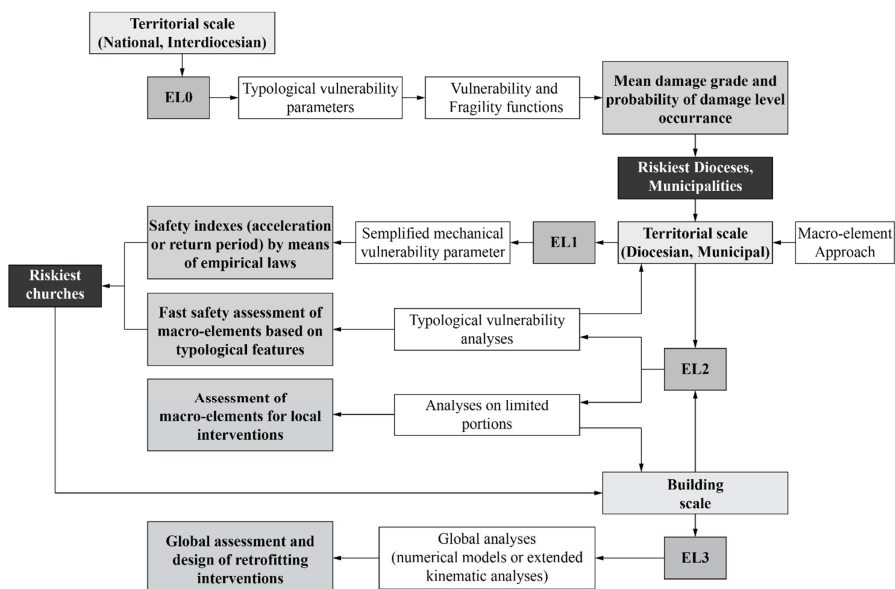 Territorial scale
(National, Interdiocesian)
EL0
Typological vulnerability
parameters
Vulnerability and
Fragility functions
Mean damage grade and
probability of damage level
occurrance
Riskiest Dioceses,
Municipalities
Safety indexes (acceleration
or return period) by means
of empirical laws
Semplified mechanical
vulnerability parameter
EL1
Territorial scale
(Diocesian, Municipal)
Macro-element
Approach
Riskiest
churches
Fast safety assessment of
macro-elements based on
typological features
Typological vulnerability
analyses
EL2
Assessment of
macro-elements for local
interventions
Analyses on limited
portions
Building
scale
Global assessment and
design of retrofitting
interventions
Global analyses
(numerical models or extended
kinematic analyses)
EL3